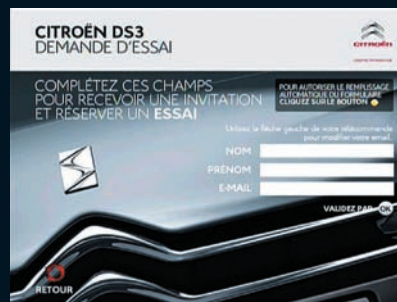 CITROËN DS3
DEMANDE D'ESSAI
CITROËN
COMPLÉTEZ CES CHAMPS
POUR RECEVOIR UNE INVITATION
ET RÉSERVER UN ESSAI
POUR AUTORISER LE REMPLISSAGE
AUTOMATIQUE DU FORMULAIRE
CLIQUEZ SUR LE BOUTON
Utilisez la flèche gauche de votre télécommande
pour modifier votre email.
NOM
PRÉNOM
E-MAIL
VALIDEZ PAR OK
RETOUR